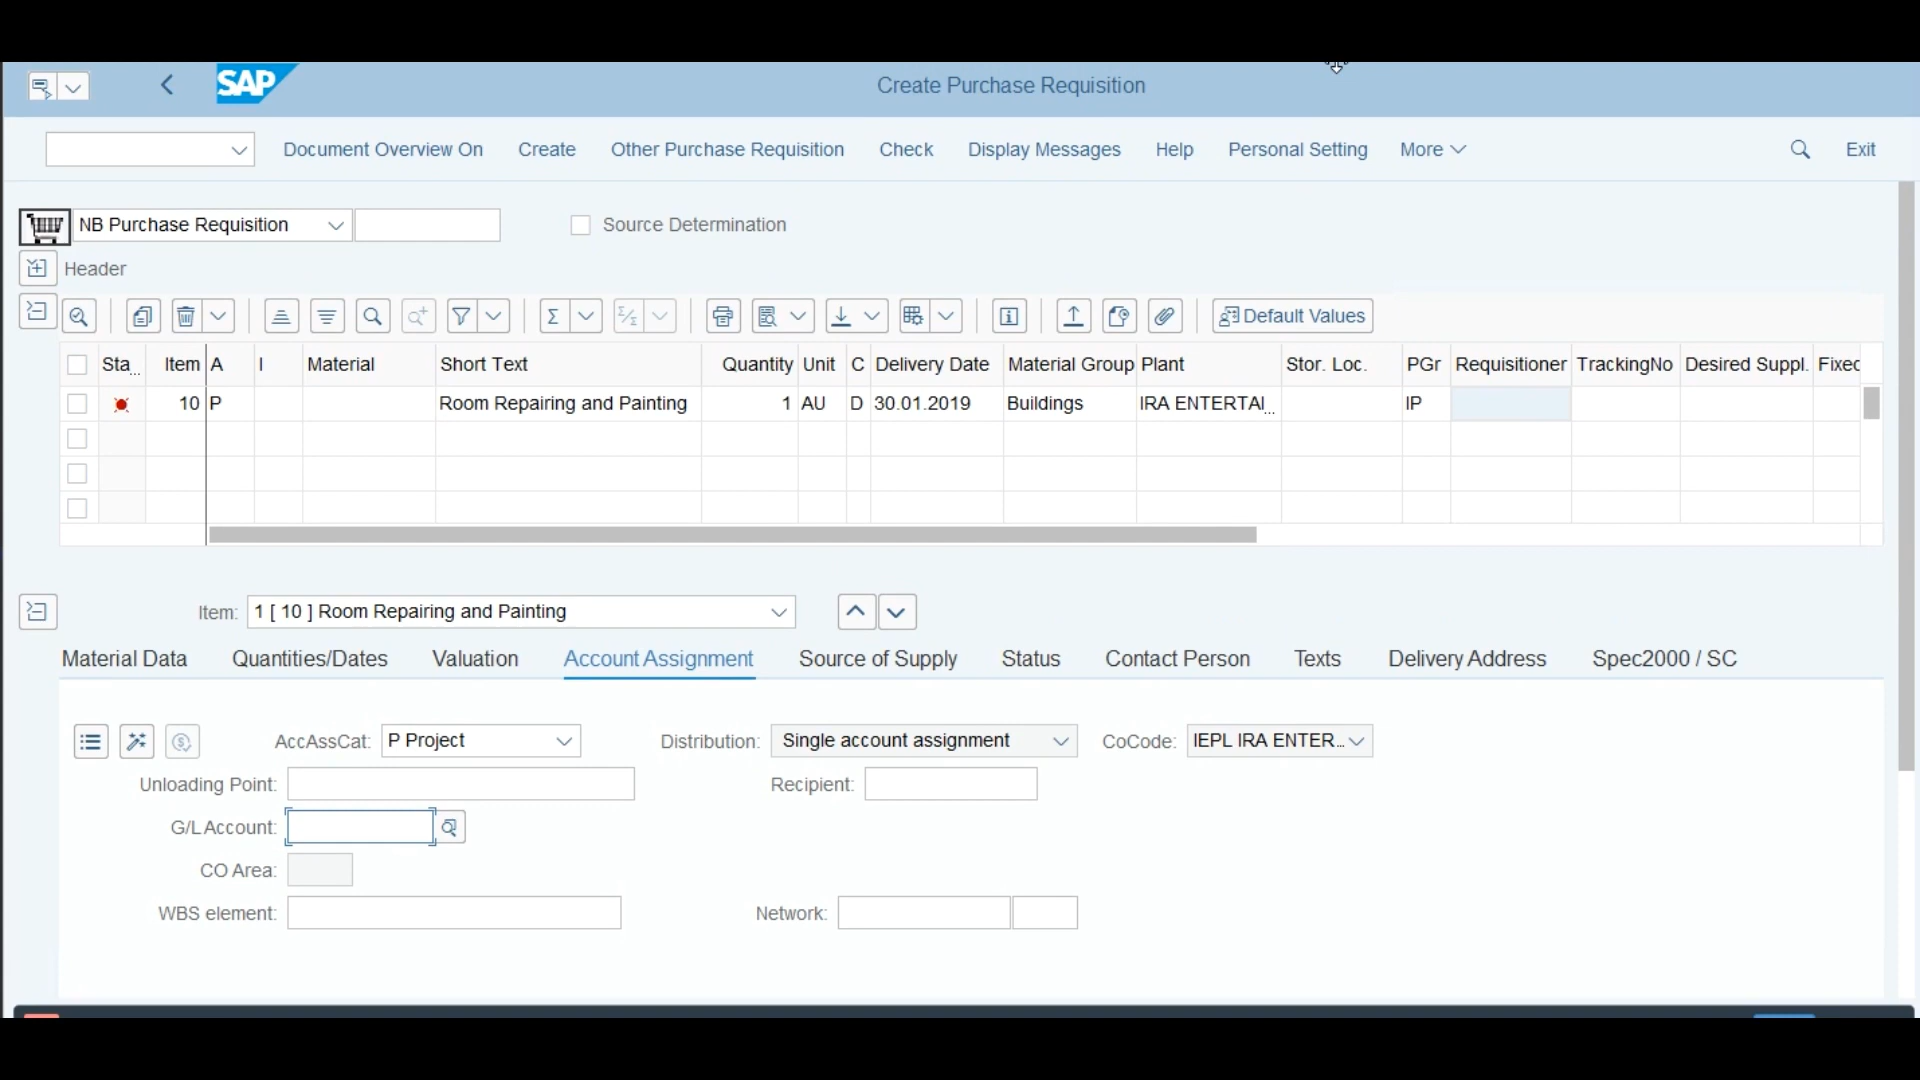 SAP
Create Purchase Requisition
Document Overview On Create Other Purchase Requisition Check Display Messages Help Personal Setting More Exit
NB Purchase Requisition Source Determination
Header
Default Values
Sta... Item A I Material Short Text Quantity Unit C Delivery Date Material Group Plant Stor. Loc. PGr Requisitioner TrackingNo Desired Suppl. Fixed
10 P Room Repairing and Painting 1 AU D 30.01.2019 Buildings IRA ENTERTAI... IP
Item: 1 [ 10 ] Room Repairing and Painting
Material Data Quantities/Dates Valuation Account Assignment Source of Supply Status Contact Person Texts Delivery Address Spec2000 / SC
AccAssCat: P Project Distribution: Single account assignment CoCode: IEPL IRA ENTER...
Unloading Point: Recipient:
G/L Account:
CO Area:
WBS element: Network: